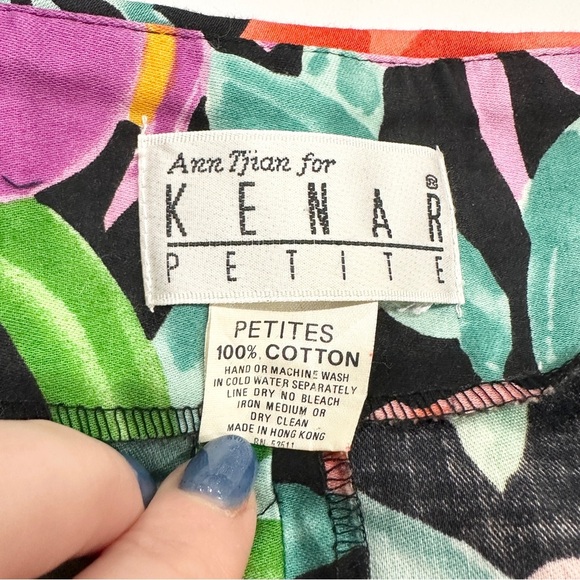 Ann Tjian for
KENAR®
PETITE
PETITES
100% COTTON
HAND OR MACHINE WASH
IN COLD WATER SEPARATELY
LINE DRY NO BLEACH
IRON MEDIUM OR
DRY CLEAN
MADE IN HONG KONG